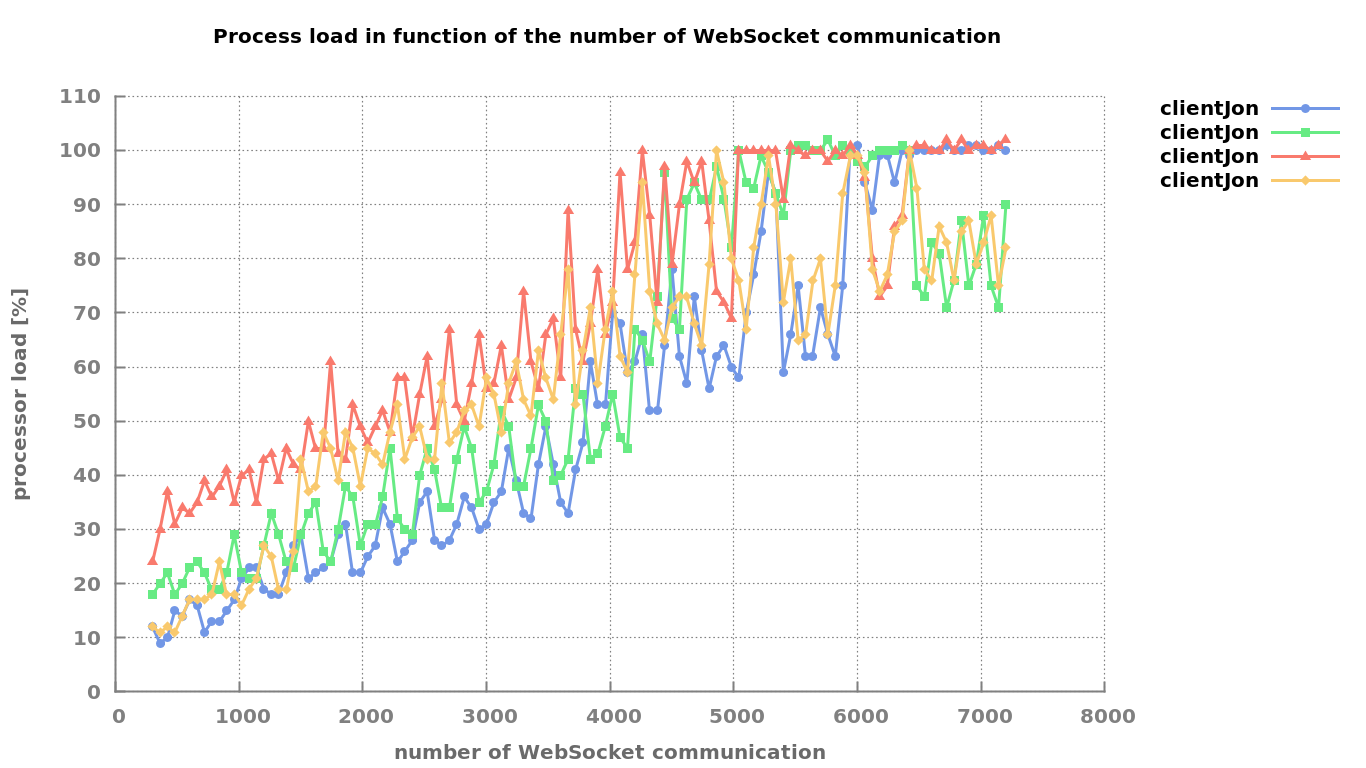 Process load in function of the number of WebSocket communication
110
100
90
80
70
60
50
40
30
20
10
0
0 1000 2000 3000 4000 5000 6000 7000 8000
processor load [%]
number of WebSocket communication
clientJon
clientJon
clientJon
clientJon